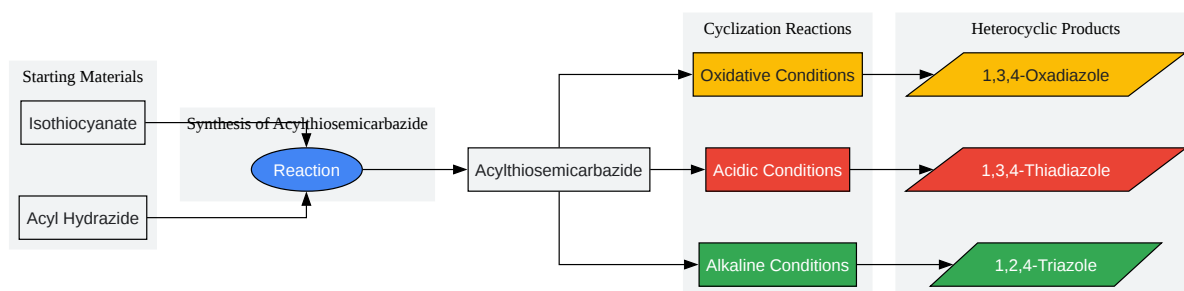 Starting Materials
Isothiocyanate
Acyl Hydrazide
Synthesis of Acylthiosemicarbazide
Reaction
Acylthiosemicarbazide
Cyclization Reactions
Oxidative Conditions
Acidic Conditions
Alkaline Conditions
Heterocyclic Products
1,3,4-Oxadiazole
1,3,4-Thiadiazole
1,2,4-Triazole